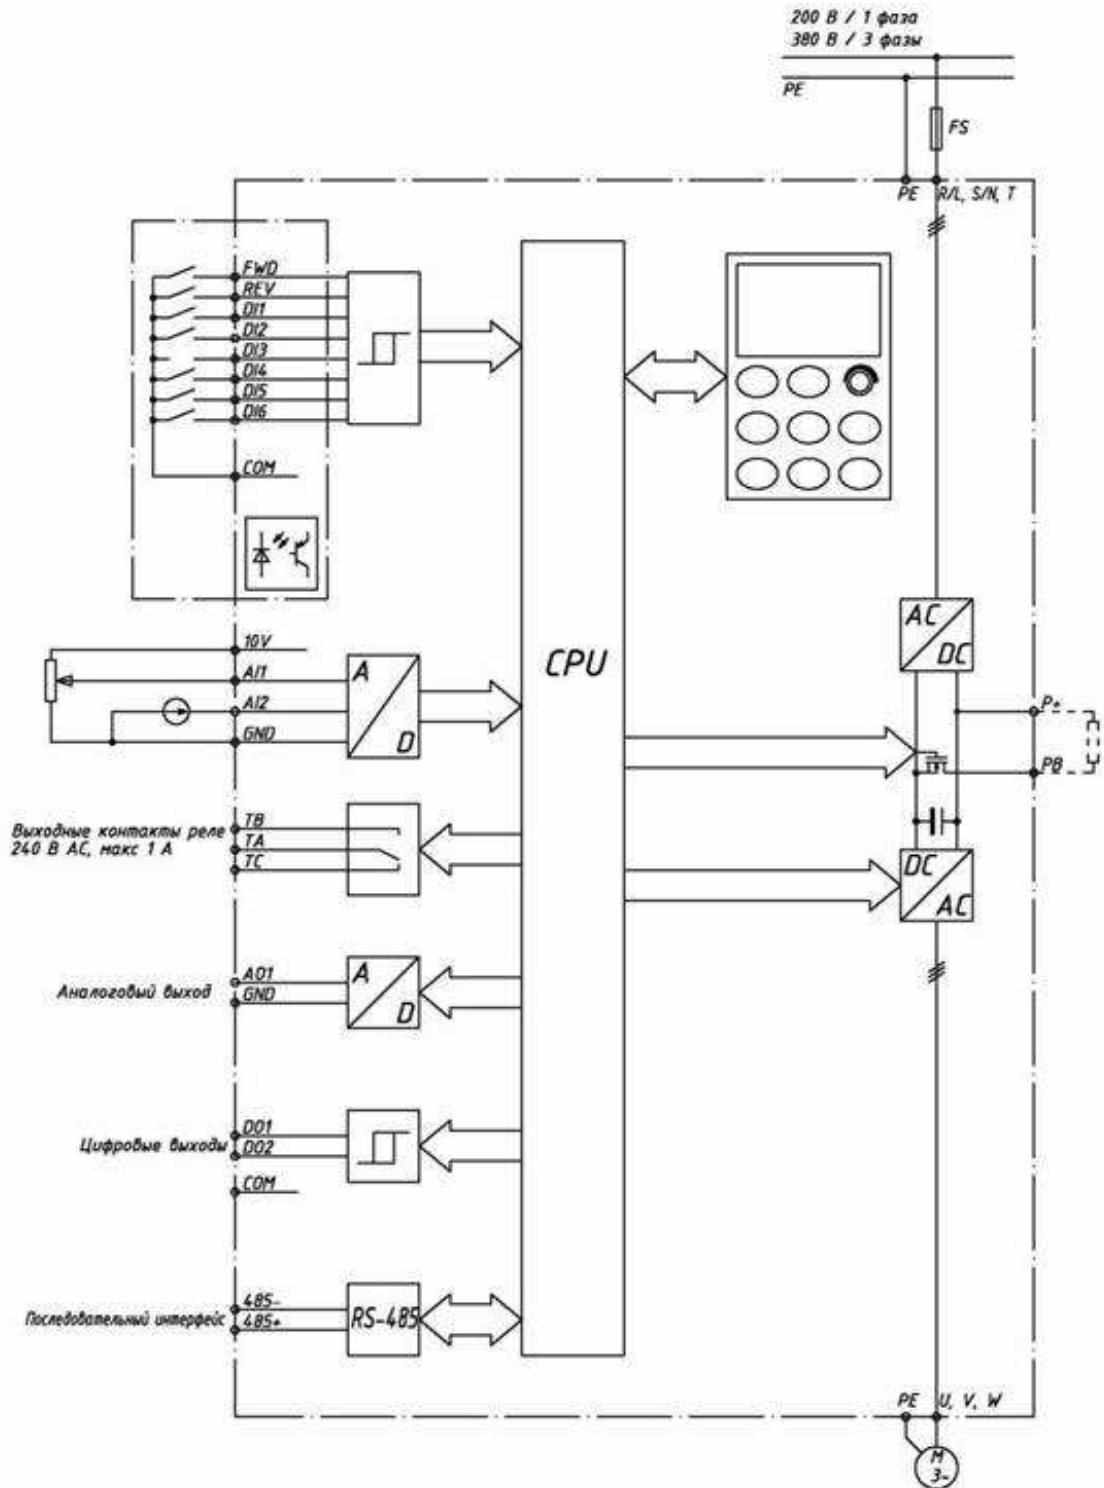 200 В / 1 фаза
380 В / 3 фазы
PE
FS
PE R/L, S/N, T
FWD
REV
DI1
DI2
DI3
DI4
DI5
DI6
COM
10V
AI1
AI2
GND
A
D
CPU
AC
DC
P+
PB
DC
AC
Выходные контакты реле
240 В AC, макс 1 А
TB
TA
TC
Аналоговый выход
AO1
GND
A
D
Цифровые выходы
DO1
DO2
COM
Последовательный интерфейс
485-
485+
RS-485
PE U, V, W
M
3~